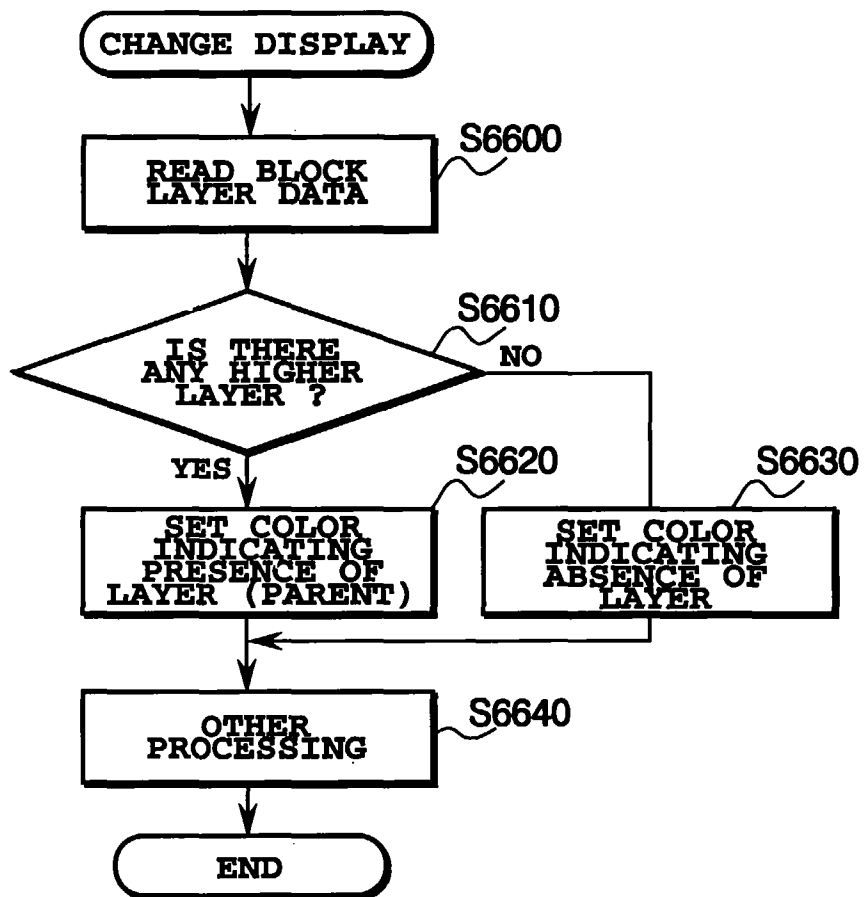 CHANGE DISPLAY
S6600
READ BLOCK
LAYER DATA
S6610
IS THERE
ANY HIGHER
LAYER ?
NO
YES
S6620
SET COLOR
INDICATING
PRESENCE OF
LAYER (PARENT)
S6630
SET COLOR
INDICATING
ABSENCE OF
LAYER
S6640
OTHER
PROCESSING
END